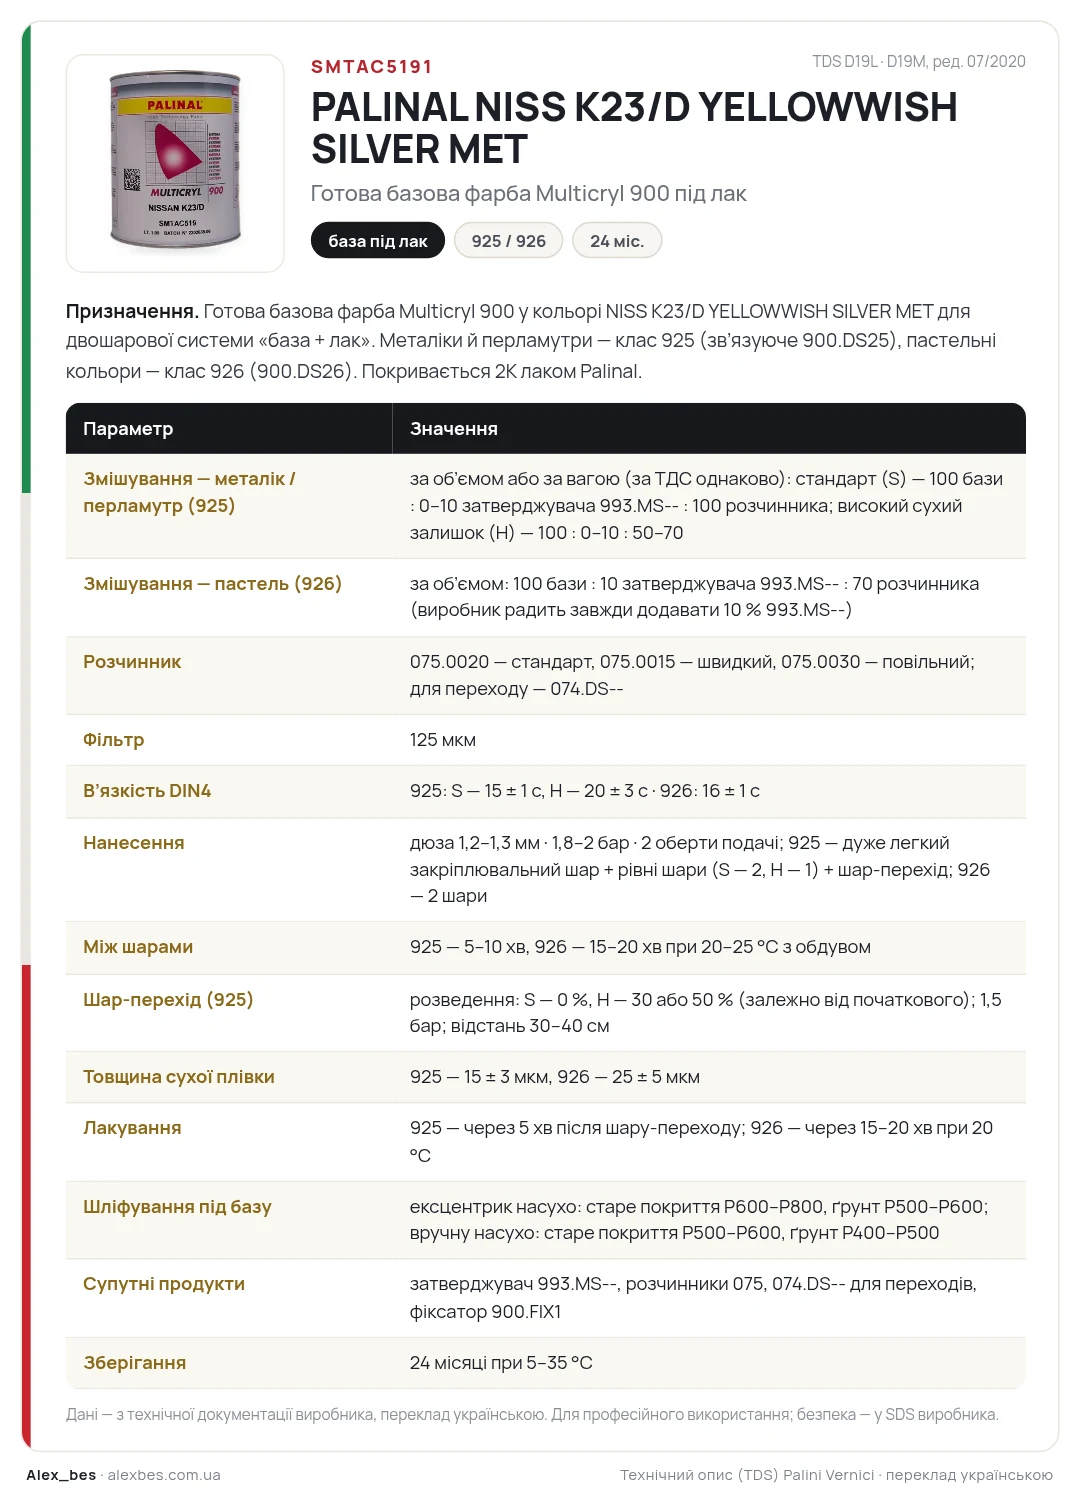 PALINAL
High Technology Paint
MULTICRYL 900
NISSAN K23/D
SMTAC519
SMTAC5191
TDS D19L · D19M, ред. 07/2020
PALINAL NISS K23/D YELLOWWISH
SILVER MET
Готова базова фарба Multicryl 900 під лак
база під лак
925 / 926
24 міс.
Призначення. Готова базова фарба Multicryl 900 у кольорі NISS K23/D YELLOWWISH SILVER MET для
двошарової системи «база + лак». Металіки й перламутри — клас 925 (зв’язуюче 900.DS25), пастельні
кольори — клас 926 (900.DS26). Покривається 2К лаком Palinal.
Параметр Значення
Змішування — металік / за об’ємом або за вагою (за ТДС однаково): стандарт (S) — 100 бази
перламутр (925) : 0–10 затверджувача 993.MS-- : 100 розчинника; високий сухий
залишок (H) — 100 : 0–10 : 50–70
Змішування — пастель (926) за об’ємом: 100 бази : 10 затверджувача 993.MS-- : 70 розчинника
(виробник радить завжди додавати 10 % 993.MS--)
Розчинник 075.0020 — стандарт, 075.0015 — швидкий, 075.0030 — повільний;
для переходу — 074.DS--
Фільтр 125 мкм
В’язкість DIN4 925: S — 15 ± 1 с, H — 20 ± 3 с · 926: 16 ± 1 с
Нанесення дюза 1,2–1,3 мм · 1,8–2 бар · 2 оберти подачі; 925 — дуже легкий
закріплювальний шар + рівні шари (S — 2, H — 1) + шар-перехід; 926
— 2 шари
Між шарами 925 — 5–10 хв, 926 — 15–20 хв при 20–25 °C з обдувом
Шар-перехід (925) розведення: S — 0 %, H — 30 або 50 % (залежно від початкового); 1,5
бар; відстань 30–40 см
Товщина сухої плівки 925 — 15 ± 3 мкм, 926 — 25 ± 5 мкм
Лакування 925 — через 5 хв після шару-переходу; 926 — через 15–20 хв при 20
°C
Шліфування під базу ексцентрик насухо: старе покриття P600–P800, ґрунт P500–P600;
вручну насухо: старе покриття P500–P600, ґрунт P400–P500
Супутні продукти затверджувач 993.MS--, розчинники 075, 074.DS-- для переходів,
фіксатор 900.FIX1
Зберігання 24 місяці при 5–35 °C
Дані — з технічної документації виробника, переклад українською. Для професійного використання; безпека — у SDS виробника.
Alex_bes · alexbes.com.ua
Технічний опис (TDS) Palini Vernici · переклад українською